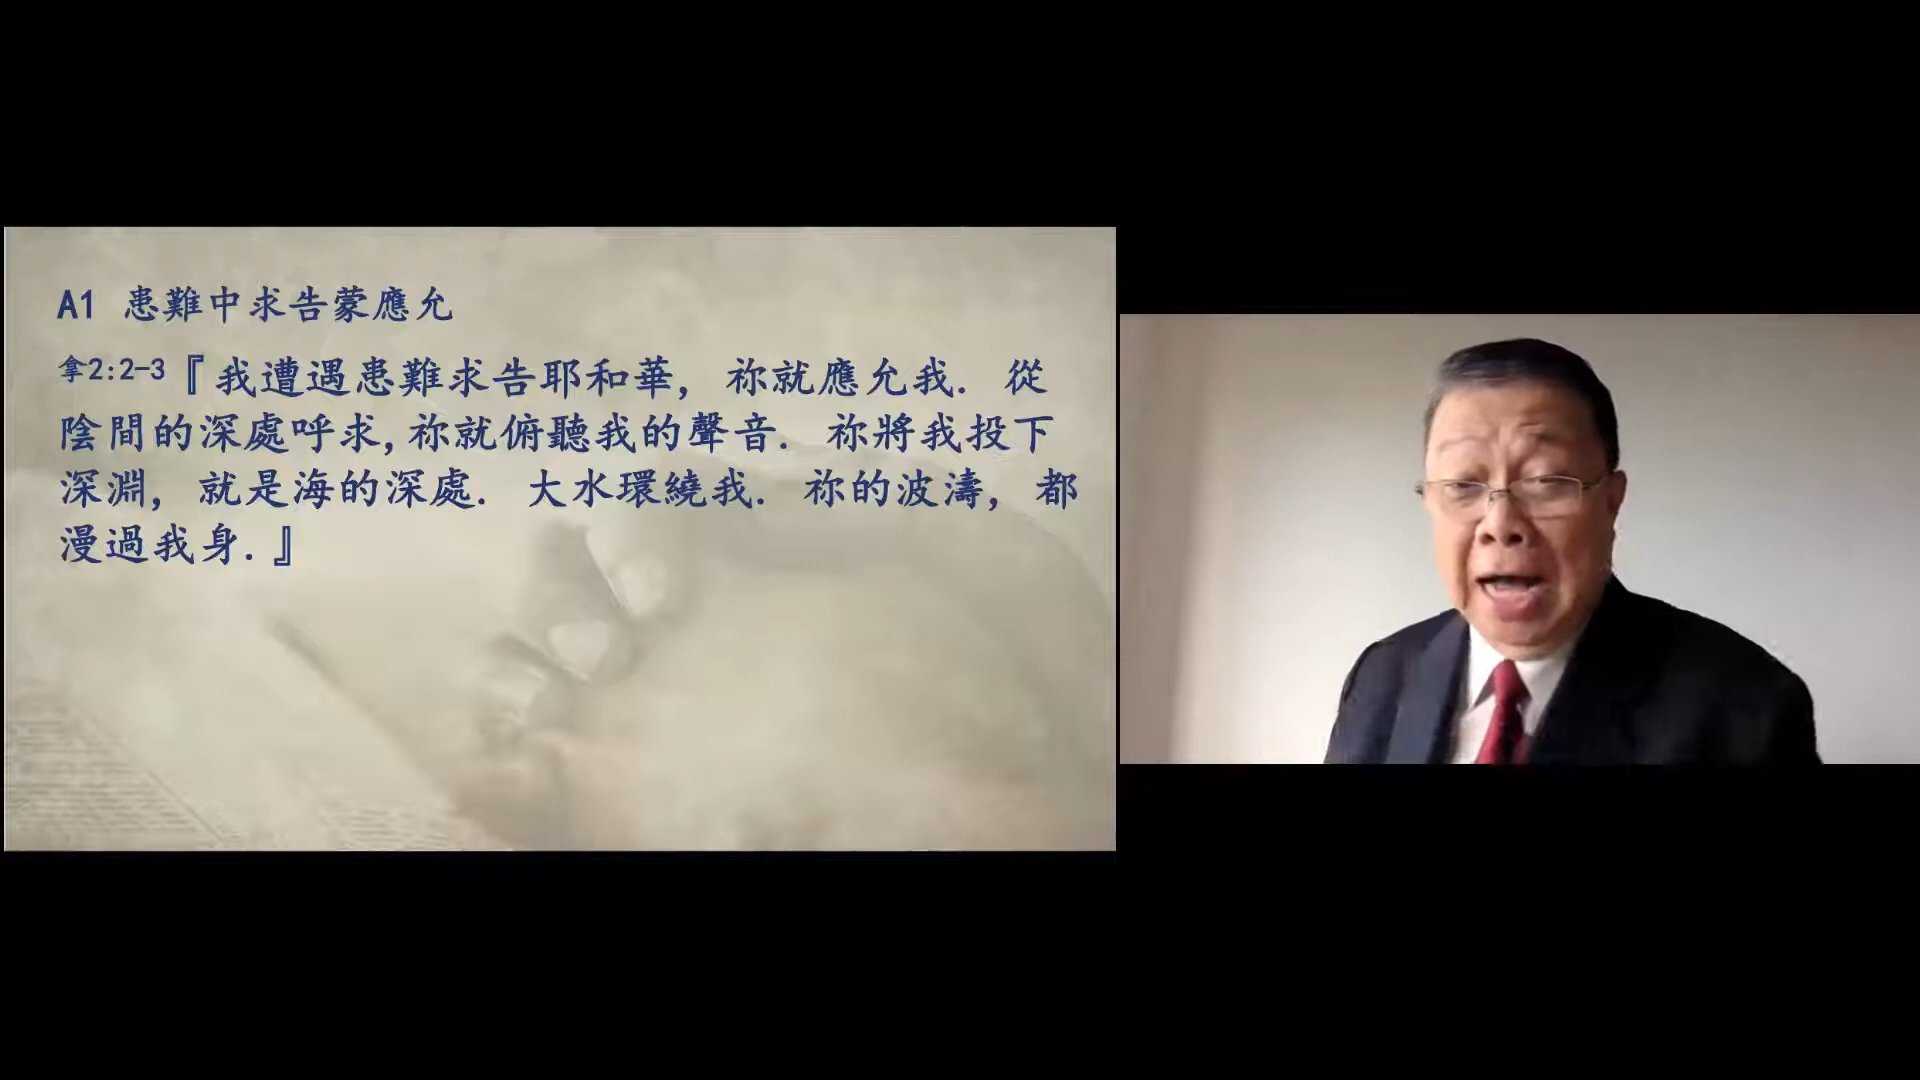 A1 患難中求告蒙應允
拿2:2-3『我遭遇患難求告耶和華, 祢就應允我. 從
陰間的深處呼求,祢就俯聽我的聲音. 祢將我投下
深淵, 就是海的深處. 大水環繞我. 祢的波濤, 都
漫過我身.』